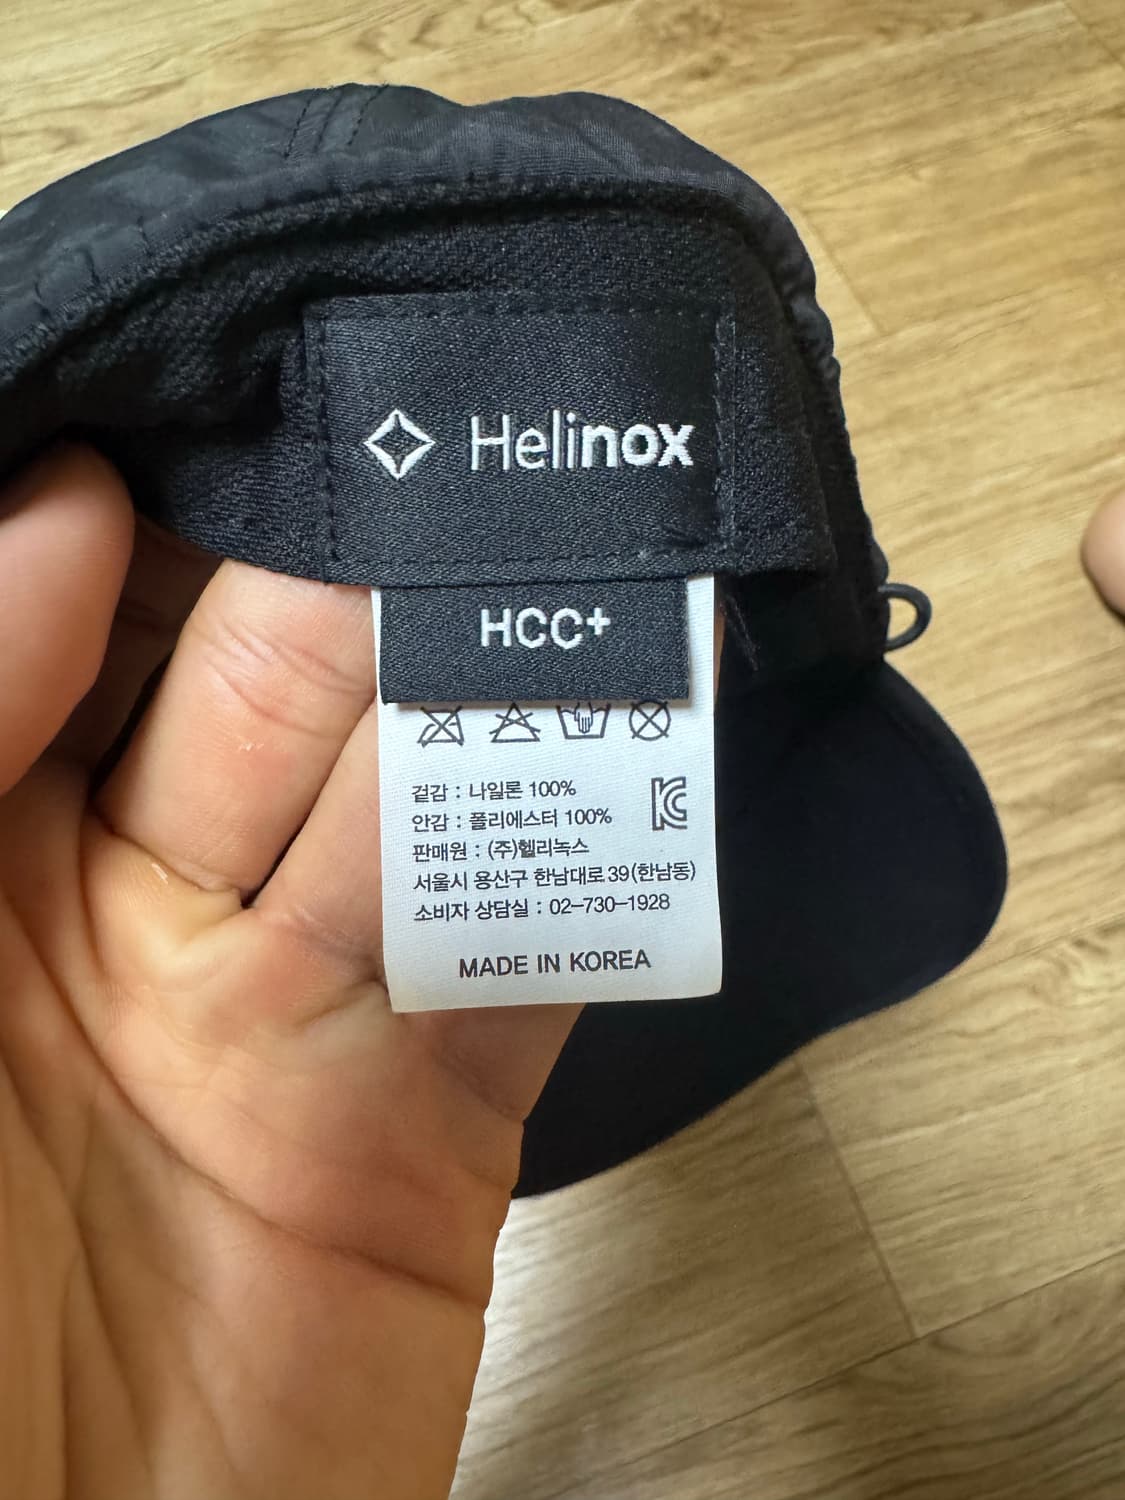 Helinox
HCC+
겉감 : 나일론 100%
안감 : 폴리에스터 100%
판매원 : (주)헬리녹스
서울시 용산구 한남대로 39 (한남동)
소비자 상담실 : 02-730-1928
MADE IN KOREA